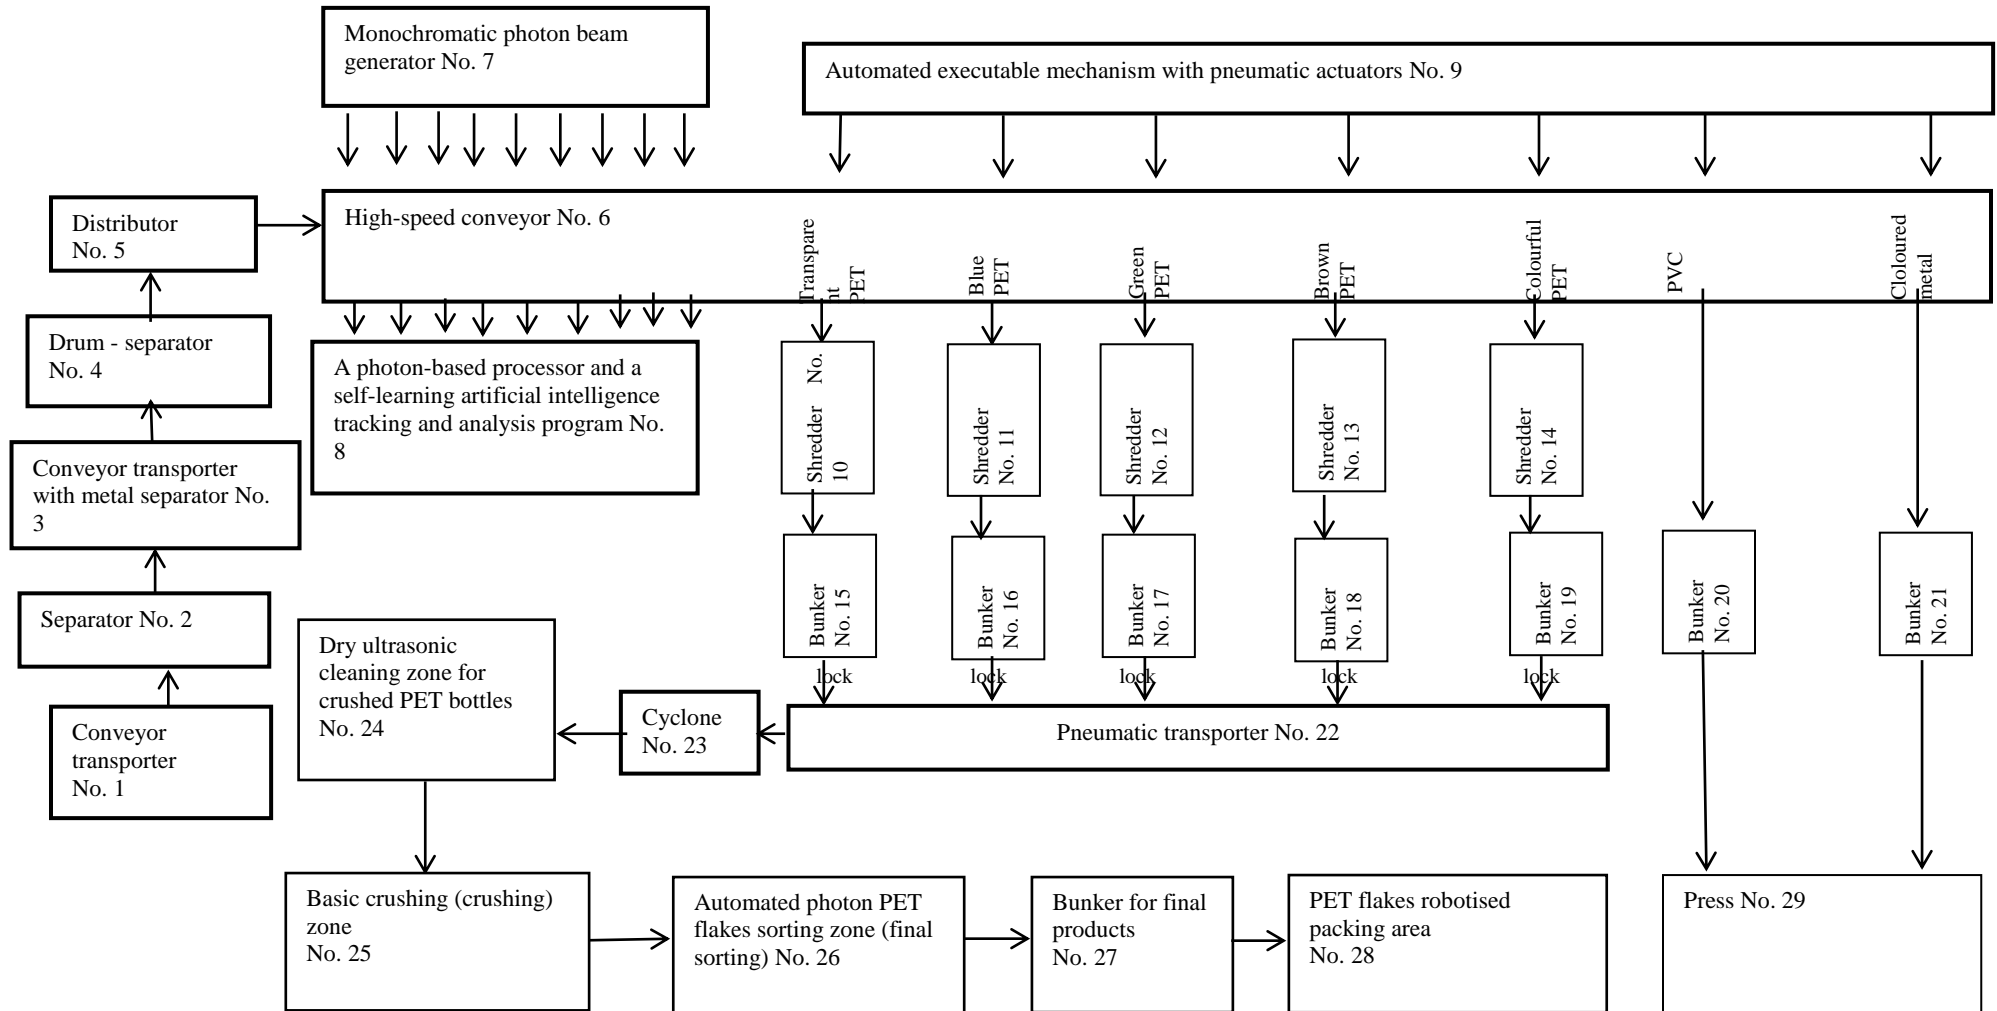 Monochromatic photon beam
generator No. 7
Automated executable mechanism with pneumatic actuators No. 9
Distributor
No. 5
High-speed conveyor No. 6
Transpare
nt
PET
Blue
PET
Green
PET
Brown
PET
Colourful
PET
PVC
Cloloured
metal
Drum - separator
No. 4
A photon-based processor and a
self-learning artificial intelligence
tracking and analysis program No.
8
Shredder No.
10
Shredder
No. 11
Shredder
No. 12
Shredder
No. 13
Shredder
No. 14
Conveyor transporter
with metal separator No.
3
Separator No. 2
Bunker
No. 15
Bunker
No. 16
Bunker
No. 17
Bunker
No. 18
Bunker
No. 19
Bunker
No. 20
Bunker
No. 21
lock
lock
lock
lock
lock
Conveyor
transporter
No. 1
Dry ultrasonic
cleaning zone for
crushed PET bottles
No. 24
Cyclone
No. 23
Pneumatic transporter No. 22
Basic crushing (crushing)
zone
No. 25
Automated photon PET
flakes sorting zone (final
sorting) No. 26
Bunker for final
products
No. 27
PET flakes robotised
packing area
No. 28
Press No. 29